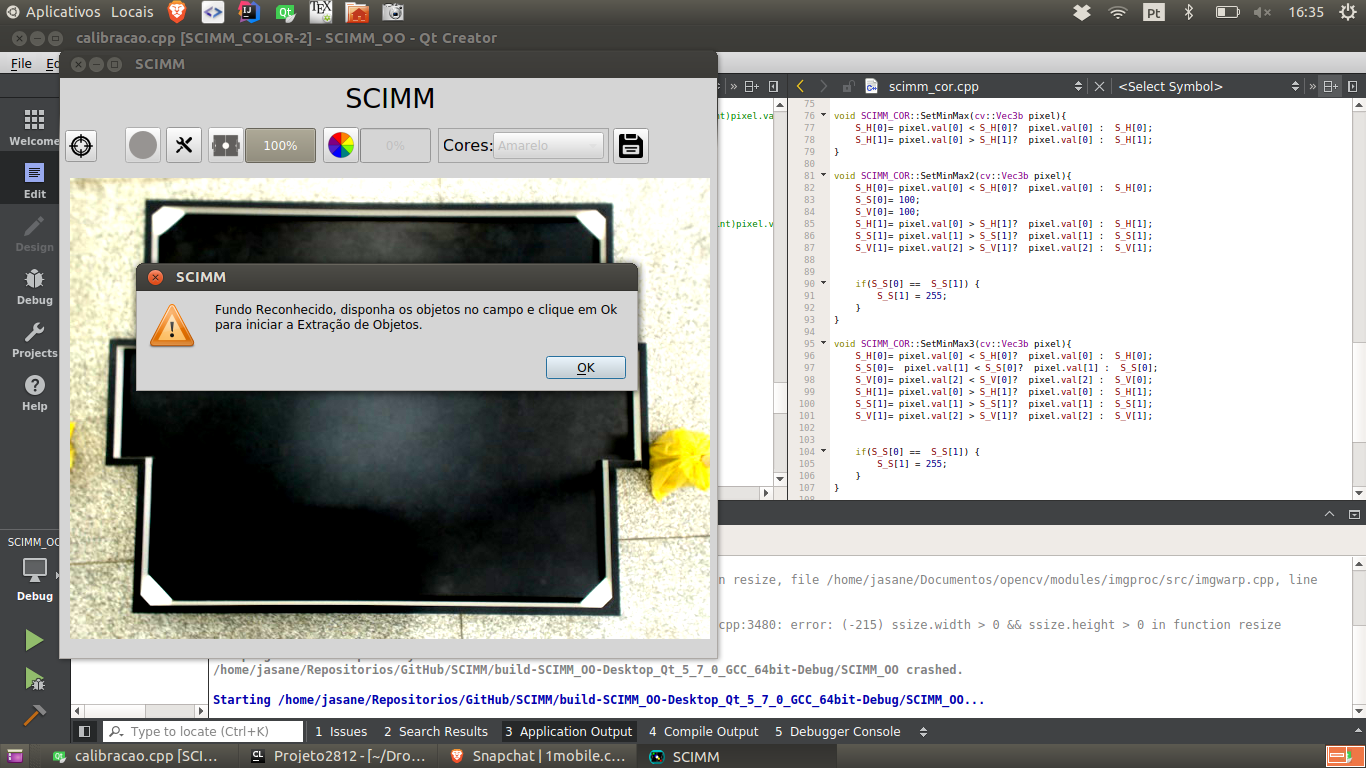 Aplicativos Locais
Pt
16:35
calibracao.cpp [SCIMM_COLOR-2] - SCIMM_OO - Qt Creator
File
SCIMM
SCIMM
100%
0%
Cores: Amarelo
Welcome
Edit
Design
Debug
Projects
Help
SCIMM
Fundo Reconhecido, disponha os objetos no campo e clique em Ok
para iniciar a Extração de Objetos.
OK
scimm_cor.cpp
<Select Symbol>
75
76 void SCIMM_COR::SetMinMax(cv::Vec3b pixel){
77 S_H[0]= pixel.val[0] < S_H[0]? pixel.val[0] : S_H[0];
78 S_H[1]= pixel.val[0] > S_H[1]? pixel.val[0] : S_H[1];
79 }
80
81 void SCIMM_COR::SetMinMax2(cv::Vec3b pixel){
82 S_H[0]= pixel.val[0] < S_H[0]? pixel.val[0] : S_H[0];
83 S_S[0]= 100;
84 S_V[0]= 100;
85 S_H[1]= pixel.val[0] > S_H[1]? pixel.val[0] : S_H[1];
86 S_S[1]= pixel.val[1] > S_S[1]? pixel.val[1] : S_S[1];
87 S_V[1]= pixel.val[2] > S_V[1]? pixel.val[2] : S_V[1];
88
89
90 if(S_S[0] == S_S[1]) {
91 S_S[1] = 255;
92 }
93 }
94
95 void SCIMM_COR::SetMinMax3(cv::Vec3b pixel){
96 S_H[0]= pixel.val[0] < S_H[0]? pixel.val[0] : S_H[0];
97 S_S[0]= pixel.val[1] < S_S[0]? pixel.val[1] : S_S[0];
98 S_V[0]= pixel.val[2] < S_V[0]? pixel.val[2] : S_V[0];
99 S_H[1]= pixel.val[0] > S_H[1]? pixel.val[0] : S_H[1];
100 S_S[1]= pixel.val[1] > S_S[1]? pixel.val[1] : S_S[1];
101 S_V[1]= pixel.val[2] > S_V[1]? pixel.val[2] : S_V[1];
102
103
104 if(S_S[0] == S_S[1]) {
105 S_S[1] = 255;
106 }
107 }
SCIMM_OO
Debug
n resize, file /home/jasane/Documentos/opencv/modules/imgproc/src/imgwarp.cpp, line
cpp:3480: error: (-215) ssize.width > 0 && ssize.height > 0 in function resize
/home/jasane/Repositorios/GitHub/SCIMM/build-SCIMM_OO-Desktop_Qt_5_7_0_GCC_64bit-Debug/SCIMM_OO crashed.
Starting /home/jasane/Repositorios/GitHub/SCIMM/build-SCIMM_OO-Desktop_Qt_5_7_0_GCC_64bit-Debug/SCIMM_OO...
Type to locate (Ctrl+K)
1 Issues 2 Search Results 3 Application Output 4 Compile Output 5 Debugger Console
calibracao.cpp [SCI... Projeto2812 - [~/Dro... Snapchat | 1mobile.c... SCIMM